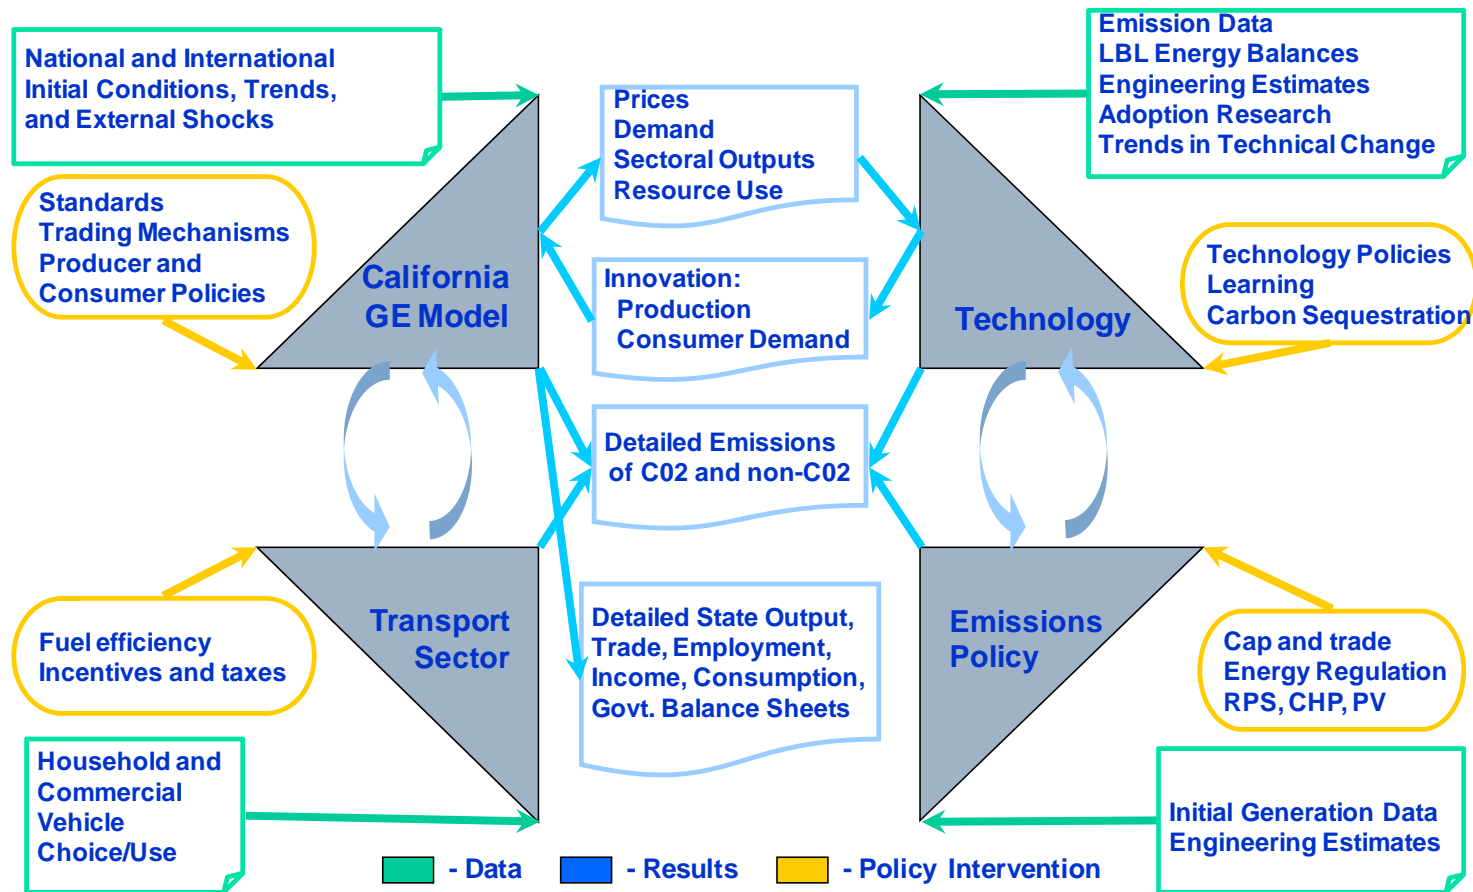 National and International
Initial Conditions, Trends,
and External Shocks
Emission Data
LBL Energy Balances
Engineering Estimates
Adoption Research
Trends in Technical Change
Prices
Demand
Sectoral Outputs
Resource Use
Standards
Trading Mechanisms
Producer and
Consumer Policies
California
GE Model
Innovation:
Production
Consumer Demand
Technology
Technology Policies
Learning
Carbon Sequestration
Detailed Emissions
of C02 and non-C02
Fuel efficiency
Incentives and taxes
Transport
Sector
Detailed State Output,
Trade, Employment,
Income, Consumption,
Govt. Balance Sheets
Emissions
Policy
Cap and trade
Energy Regulation
RPS, CHP, PV
Household and
Commercial
Vehicle
Choice/Use
Initial Generation Data
Engineering Estimates
- Data - Results - Policy Intervention